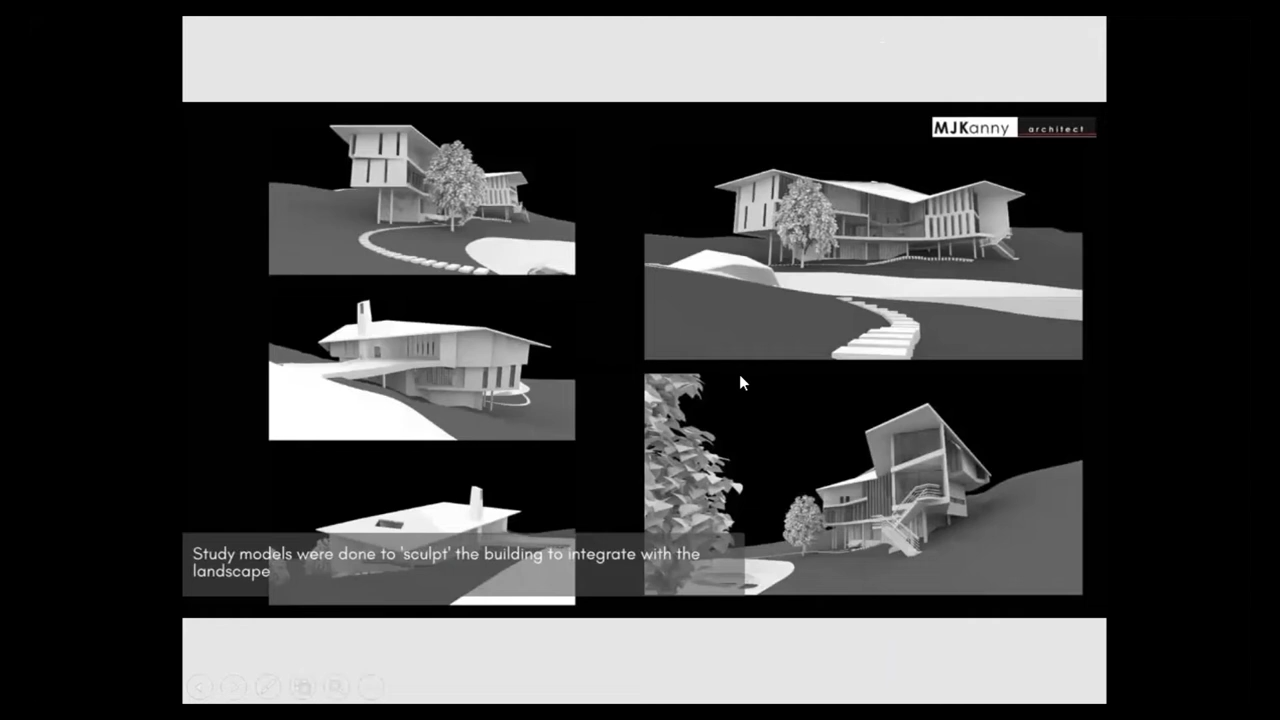 MJKanny architect
Study models were done to 'sculpt' the building to integrate with the
landscape